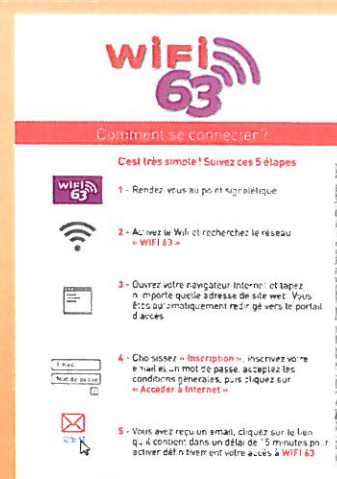 WiFi
63
Comment se connecter ?
C'est très simple ! Suivez ces 5 étapes
WiFi
63
1 - Rendez vous au point signalétique
2 - Activez le Wifi et recherchez le réseau
« WIFI 63 »
3 - Ouvrez votre navigateur Internet et tapez
n'importe quelle adresse de site web. Vous
êtes automatiquement redirigé vers le portail
d'accès
Email
Mot de passe
4 - Choisissez « Inscription », inscrivez votre
email et un mot de passe, acceptez les
conditions générales, puis cliquez sur
« Accéder à Internet »
5 - Vous avez reçu un email, cliquez sur le lien
qu'il contient dans un délai de 15 minutes pour
activer définitivement votre accès à WIFI 63